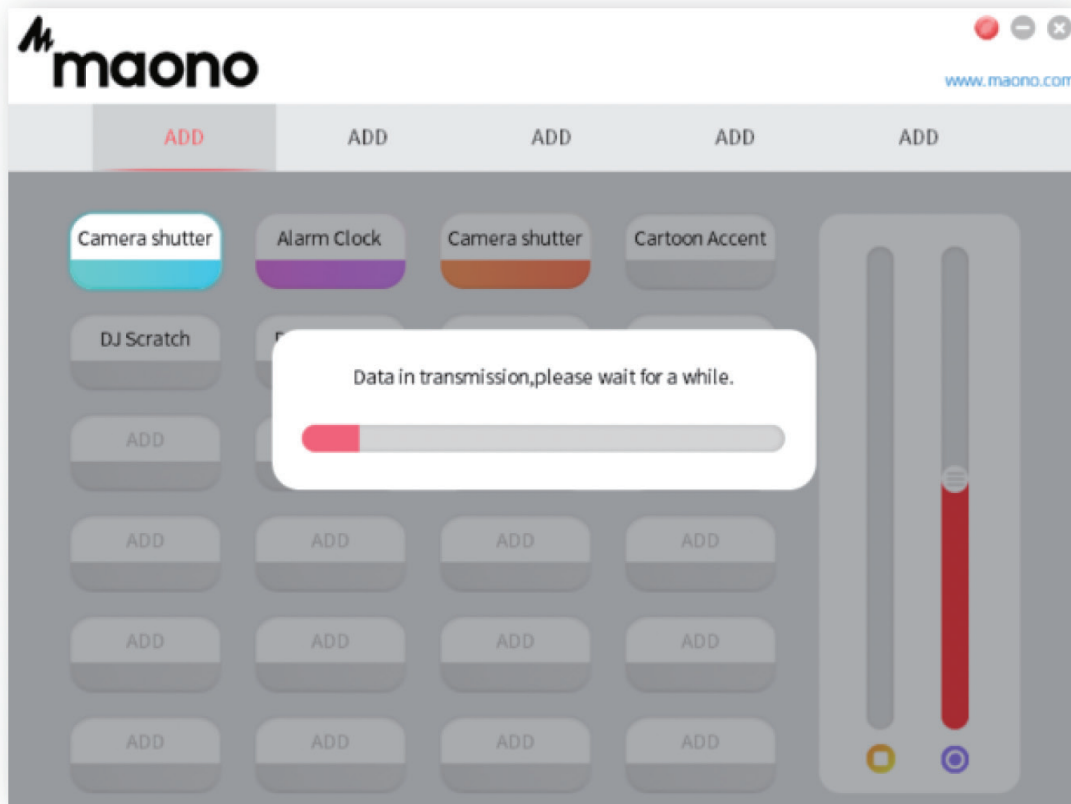 maono
www.maono.com
ADD ADD ADD ADD ADD
Camera shutter Alarm Clock Camera shutter Cartoon Accent
DJ Scratch
Data in transmission,please wait for a while.
ADD
ADD ADD ADD ADD
ADD ADD ADD ADD
ADD ADD ADD ADD